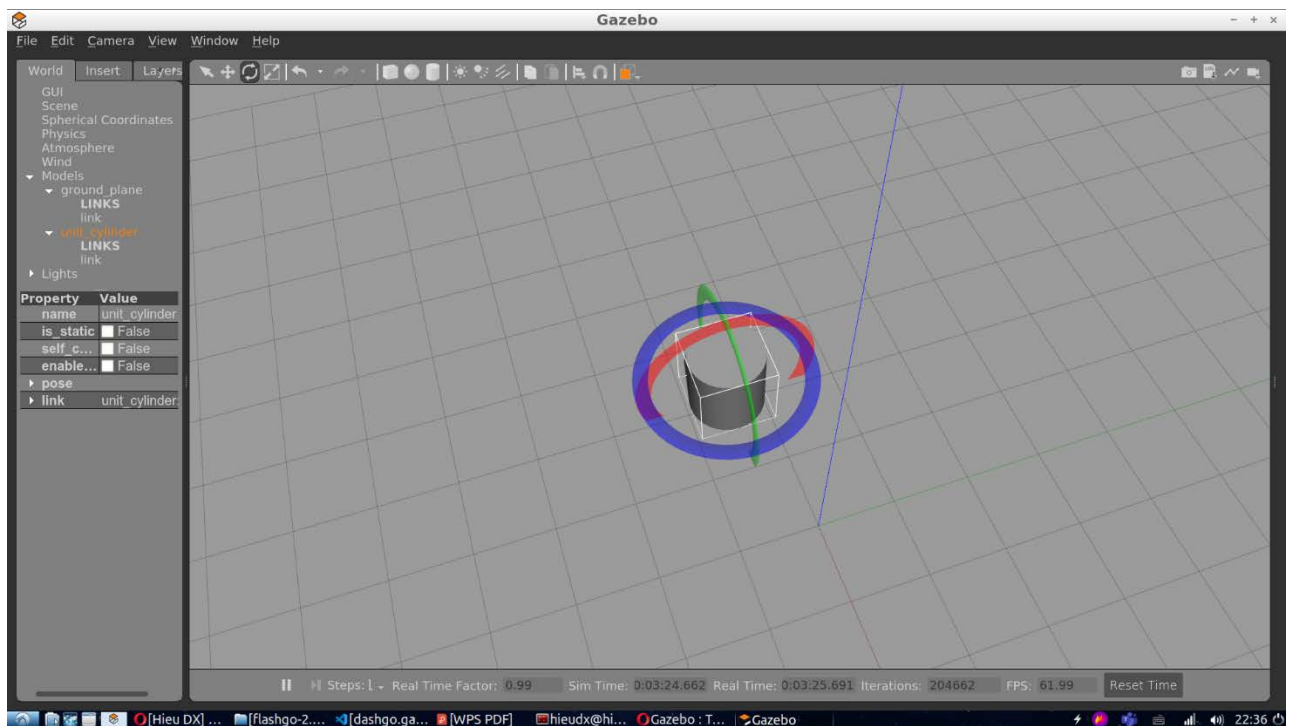 Gazebo
File Edit Camera View Window Help
World Insert Layers
GUI
Scene
Spherical Coordinates
Physics
Atmosphere
Wind
Models
ground_plane
LINKS
link
unit_cylinder
LINKS
link
Lights
Property Value
name unit_cylinder
is_static False
self_c... False
enable... False
pose
link unit_cylinder:
Steps: 1 Real Time Factor: 0.99 Sim Time: 0:03:24.662 Real Time: 0:03:25.691 Iterations: 204662 FPS: 61.99 Reset Time
[Hieu DX] ... [flashgo-2.... [dashgo.ga... [WPS PDF] hieudx@hi... Gazebo : T... Gazebo 22:36